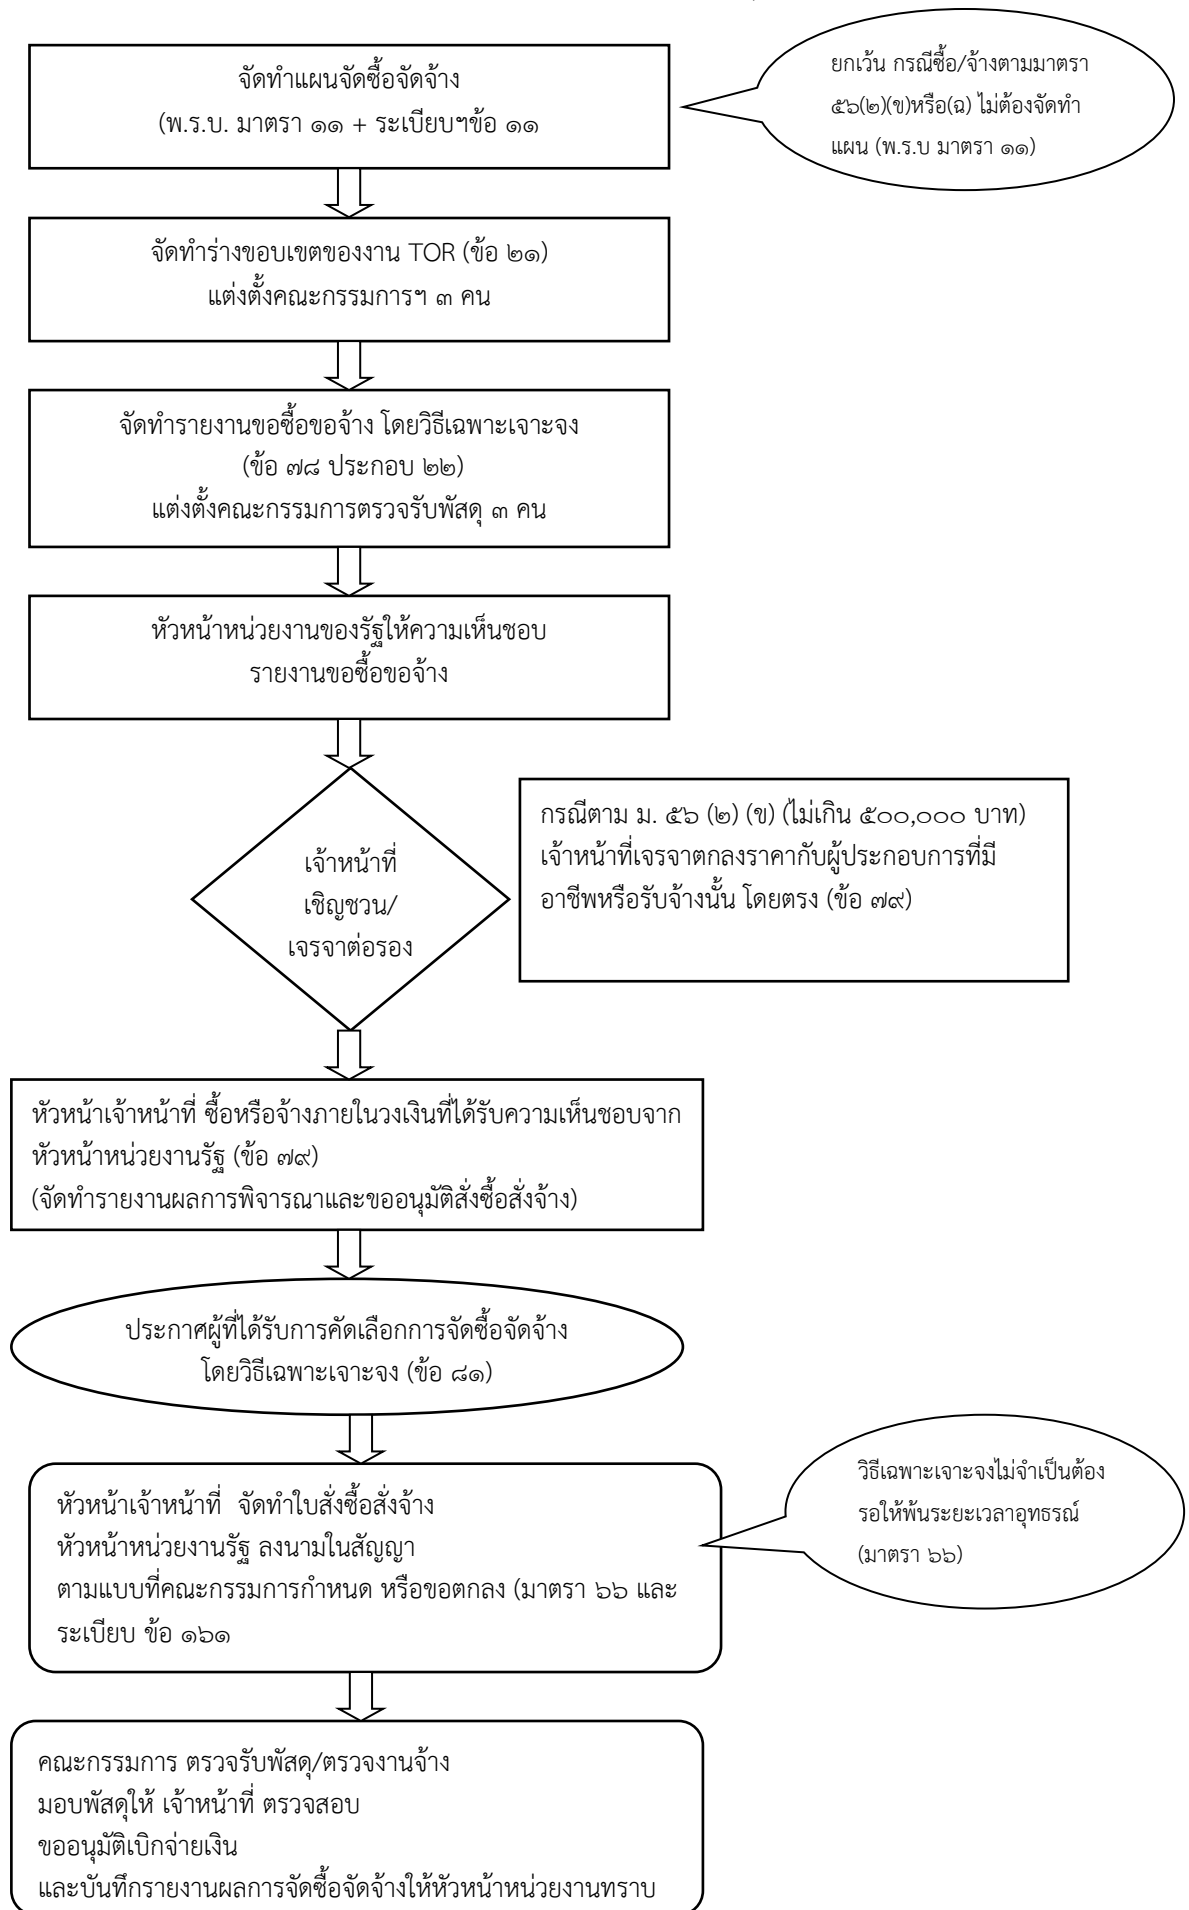 จัดทำแผนจัดซื้อจัดจ้าง
(พ.ร.บ. มาตรา ๑๑ + ระเบียบฯข้อ ๑๑
ยกเว้น กรณีซื้อ/จ้างตามมาตรา
๕๖(๒)(ข)หรือ(ฉ) ไม่ต้องจัดทำ
แผน (พ.ร.บ มาตรา ๑๑)
จัดทำร่างขอบเขตของงาน TOR (ข้อ ๒๑)
แต่งตั้งคณะกรรมการฯ ๓ คน
จัดทำรายงานขอซื้อขอจ้าง โดยวิธีเฉพาะเจาะจง
(ข้อ ๗๘ ประกอบ ๒๒)
แต่งตั้งคณะกรรมการตรวจรับพัสดุ ๓ คน
หัวหน้าหน่วยงานของรัฐให้ความเห็นชอบ
รายงานขอซื้อขอจ้าง
เจ้าหน้าที่
เชิญชวน/
เจรจาต่อรอง
กรณีตาม ม. ๕๖ (๒) (ข) (ไม่เกิน ๕๐๐,๐๐๐ บาท)
เจ้าหน้าที่เจรจาตกลงราคากับผู้ประกอบการที่มี
อาชีพหรือรับจ้างนั้น โดยตรง (ข้อ ๗๙)
หัวหน้าเจ้าหน้าที่ ซื้อหรือจ้างภายในวงเงินที่ได้รับความเห็นชอบจาก
หัวหน้าหน่วยงานรัฐ (ข้อ ๗๙)
(จัดทำรายงานผลการพิจารณาและขออนุมัติสั่งซื้อสั่งจ้าง)
ประกาศผู้ที่ได้รับการคัดเลือกการจัดซื้อจัดจ้าง
โดยวิธีเฉพาะเจาะจง (ข้อ ๘๑)
หัวหน้าเจ้าหน้าที่  จัดทำใบสั่งซื้อสั่งจ้าง
หัวหน้าหน่วยงานรัฐ ลงนามในสัญญา
ตามแบบที่คณะกรรมการกำหนด หรือขอตกลง (มาตรา ๖๖ และ
ระเบียบ ข้อ ๑๖๑
วิธีเฉพาะเจาะจงไม่จำเป็นต้อง
รอให้พ้นระยะเวลาอุทธรณ์
(มาตรา ๖๖)
คณะกรรมการ ตรวจรับพัสดุ/ตรวจงานจ้าง
มอบพัสดุให้ เจ้าหน้าที่ ตรวจสอบ
ขออนุมัติเบิกจ่ายเงิน
และบันทึกรายงานผลการจัดซื้อจัดจ้างให้หัวหน้าหน่วยงานทราบ